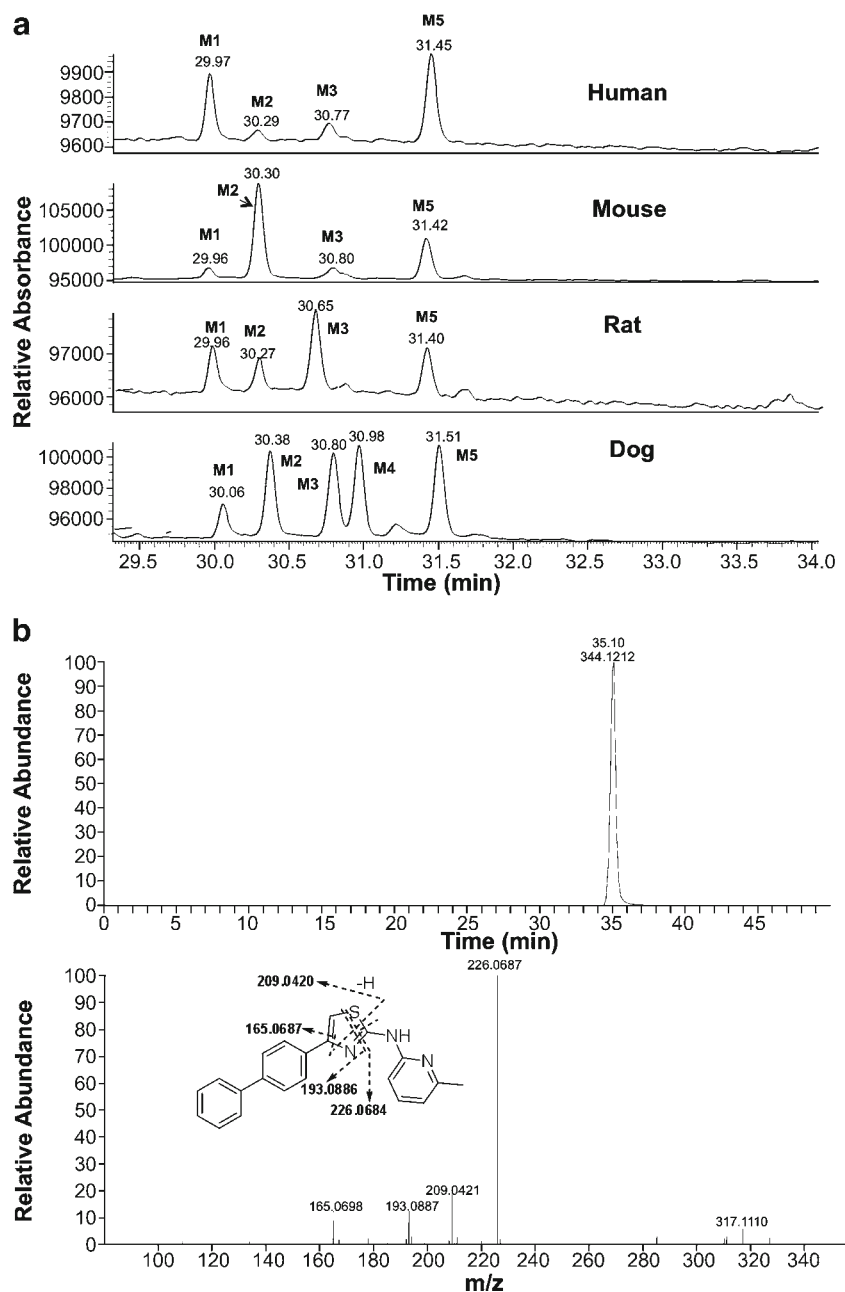 a
Relative Absorbance
M1
29.97
M2
30.29
M3
30.77
M5
31.45
Human
9900
9800
9700
9600
M1
29.96
M2
30.30
M3
30.80
M5
31.42
Mouse
105000
100000
95000
M1
29.96
M2
30.27
30.65
M3
M5
31.40
Rat
97000
96000
M1
30.06
30.38
M2
M3
30.80
30.98
M4
31.51
M5
Dog
100000
98000
96000
29.5 30.0 30.5 31.0 31.5 32.0 32.5 33.0 33.5 34.0
Time (min)
b
Relative Abundance
35.10
344.1212
100
90
80
70
60
50
40
30
20
10
0
0 5 10 15 20 25 30 35 40 45
Time (min)
Relative Abundance
100
90
80
70
60
50
40
30
20
10
0
226.0687
209.0420
-H
S
165.0687
NH
N
N
193.0886
226.0684
165.0698
193.0887
209.0421
317.1110
100 120 140 160 180 200 220 240 260 280 300 320 340
m/z